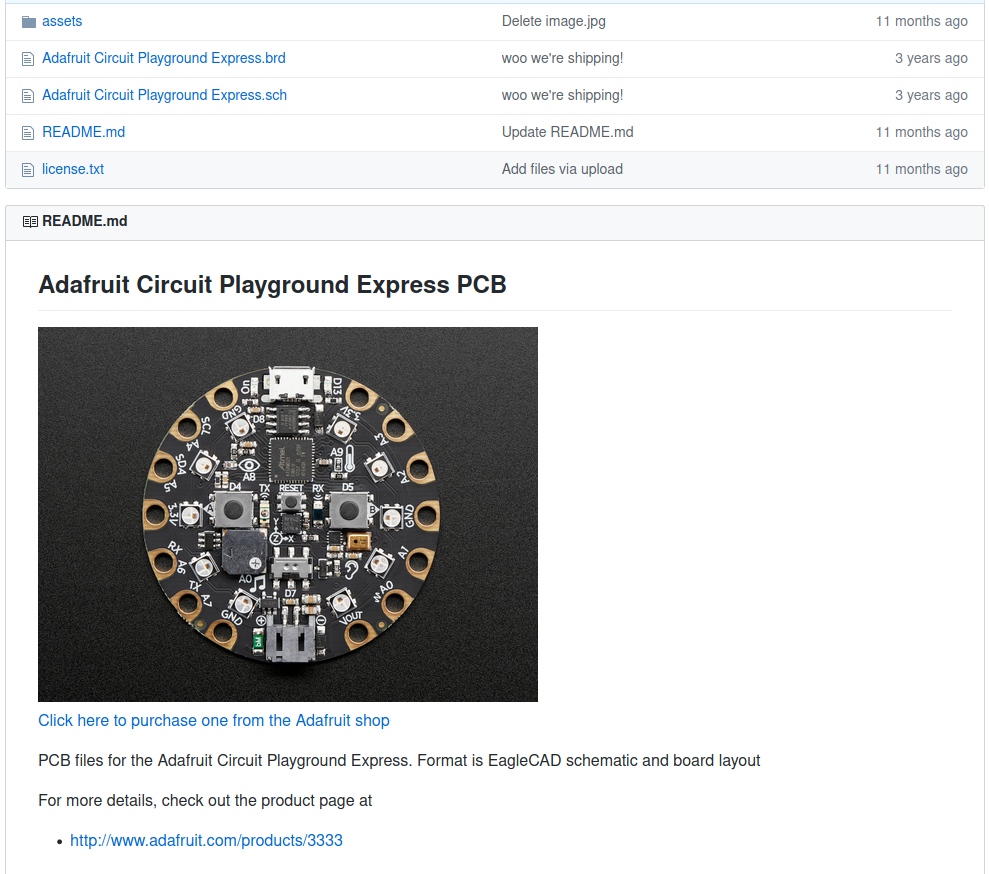 assets Delete image.jpg 11 months ago
Adafruit Circuit Playground Express.brd woo we're shipping! 3 years ago
Adafruit Circuit Playground Express.sch woo we're shipping! 3 years ago
README.md Update README.md 11 months ago
license.txt Add files via upload 11 months ago
README.md
Adafruit Circuit Playground Express PCB
On
D13
GND
D8
3.3V
SCL
A4
A3
SDA
A5
A8
A9
A2
D4
TX
RESET
RX
D5
3.3V
A
B
GND
Y
Z
X
RX
A6
A1
TX
A7
A0
D7
A0
GND
VOUT
Click here to purchase one from the Adafruit shop
PCB files for the Adafruit Circuit Playground Express. Format is EagleCAD schematic and board layout
For more details, check out the product page at
http://www.adafruit.com/products/3333